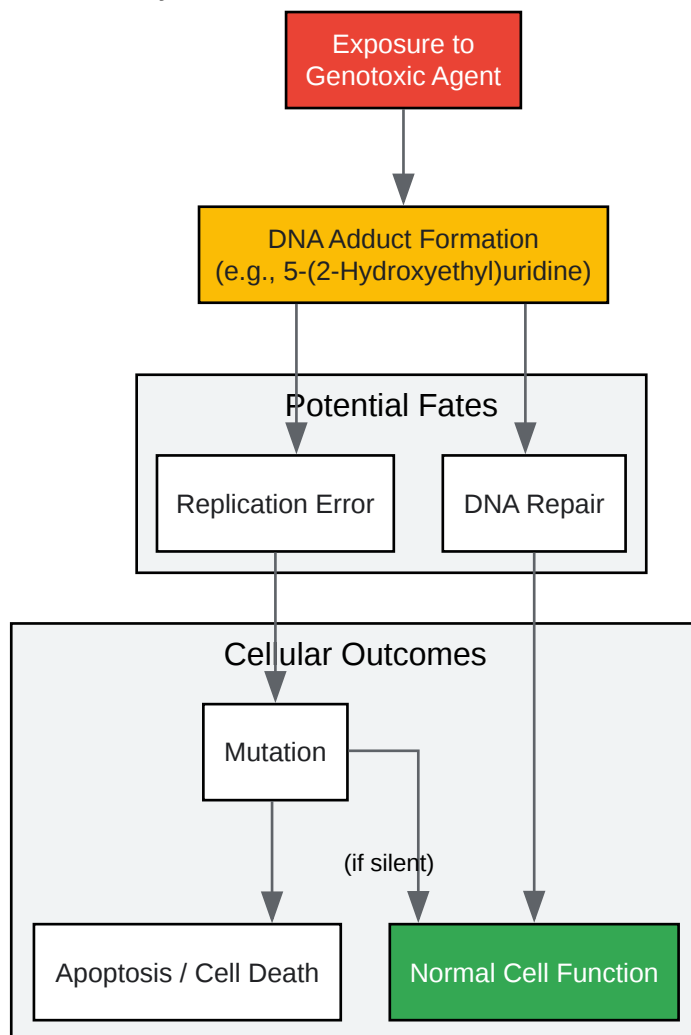 Exposure to
Genotoxic Agent
DNA Adduct Formation
(e.g., 5-(2-Hydroxyethyl)uridine)
Potential Fates
Replication Error
DNA Repair
Cellular Outcomes
Mutation
(if silent)
Apoptosis / Cell Death
Normal Cell Function